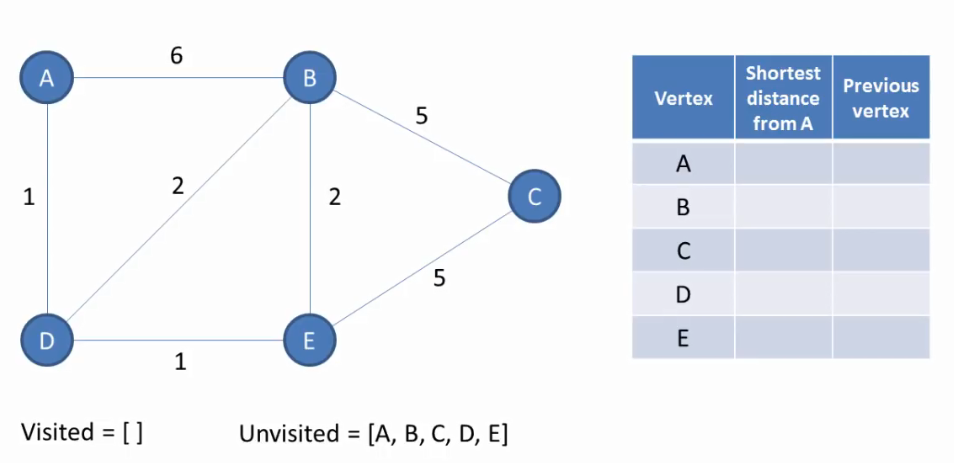 6
A
B
5
Vertex
Shortest distance from A
Previous vertex
1
2
2
C
A
B
C
D
E
5
D
E
1
Visited = [ ]
Unvisited = [A, B, C, D, E]